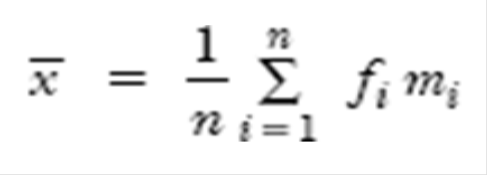 x̄ = 1/n ∑_{i=1}^{n} f_i m_i